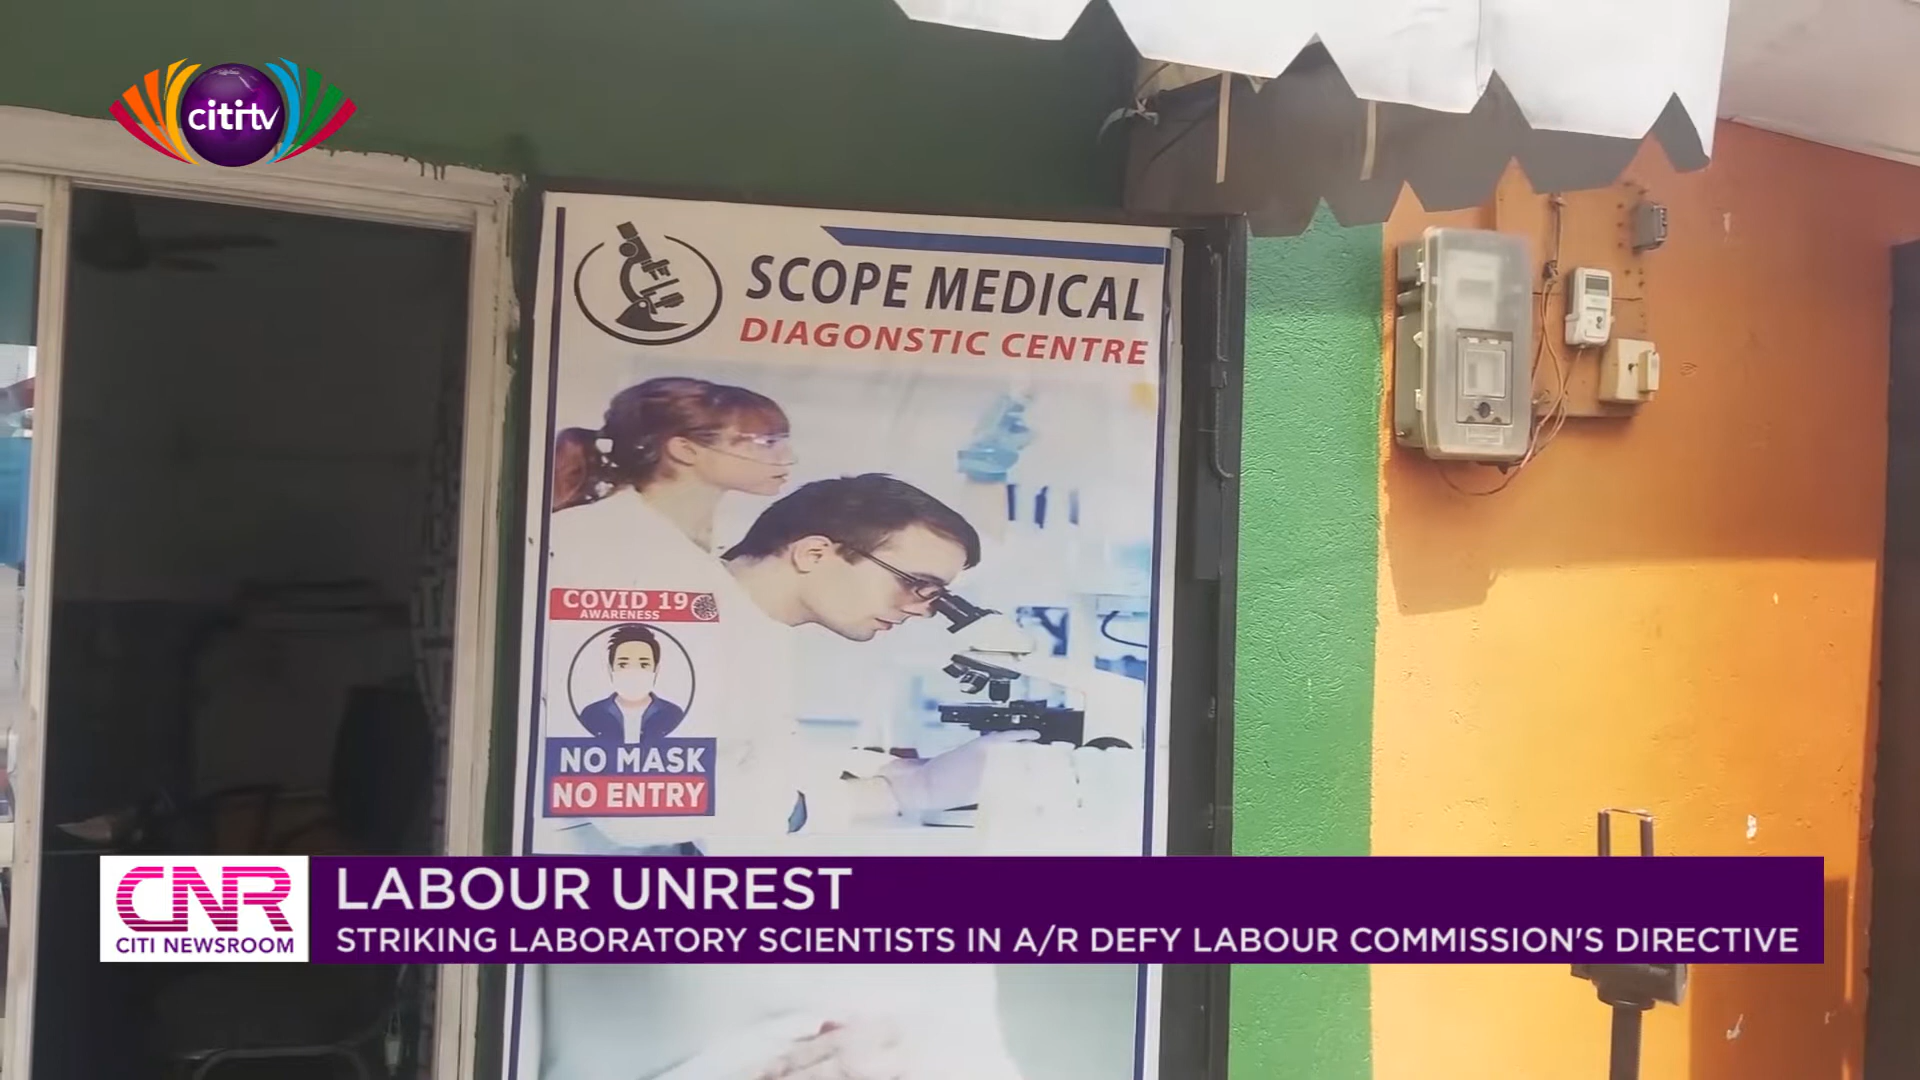 citi tv
SCOPE MEDICAL
DIAGONSTIC CENTRE
COVID 19
AWARENESS
NO MASK
NO ENTRY
CNR
CITI NEWSROOM
LABOUR UNREST
STRIKING LABORATORY SCIENTISTS IN A/R DEFY LABOUR COMMISSION'S DIRECTIVE